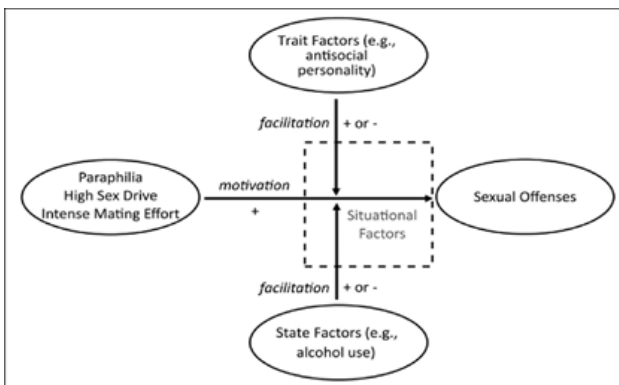 Trait Factors (e.g.,
antisocial
personality)
facilitation
+ or -
Paraphilia
High Sex Drive
Intense Mating Effort
motivation
+
Situational
Factors
Sexual Offenses
facilitation
+ or -
State Factors (e.g.,
alcohol use)